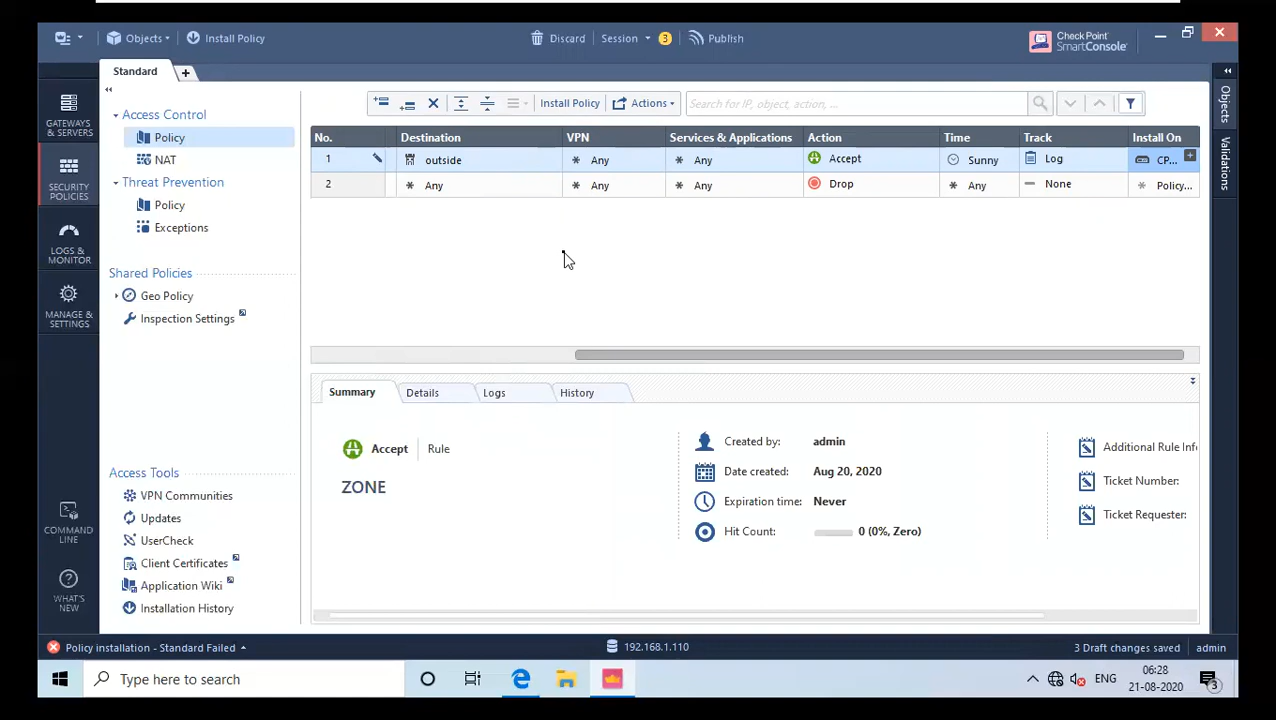 Objects
Install Policy
Discard
Session
3
Publish
Check Point
SmartConsole
Standard
+
GATEWAYS
& SERVERS
SECURITY
POLICIES
LOGS &
MONITOR
MANAGE &
SETTINGS
COMMAND
LINE
WHAT'S
NEW
Access Control
Policy
NAT
Threat Prevention
Policy
Exceptions
Shared Policies
Geo Policy
Inspection Settings
Access Tools
VPN Communities
Updates
UserCheck
Client Certificates
Application Wiki
Installation History
Install Policy
Actions
Search for IP, object, action, ...
No. Destination VPN Services & Applications Action Time Track Install On
1 outside Any Any Accept Sunny Log CP...
2 Any Any Any Drop Any None Policy...
Summary Details Logs History
Accept Rule
ZONE
Created by: admin
Date created: Aug 20, 2020
Expiration time: Never
Hit Count: 0 (0%, Zero)
Additional Rule Info
Ticket Number:
Ticket Requester:
Objects
Validations
Policy installation - Standard Failed
192.168.1.110
3 Draft changes saved
admin
Type here to search
ENG
06:28
21-08-2020
3